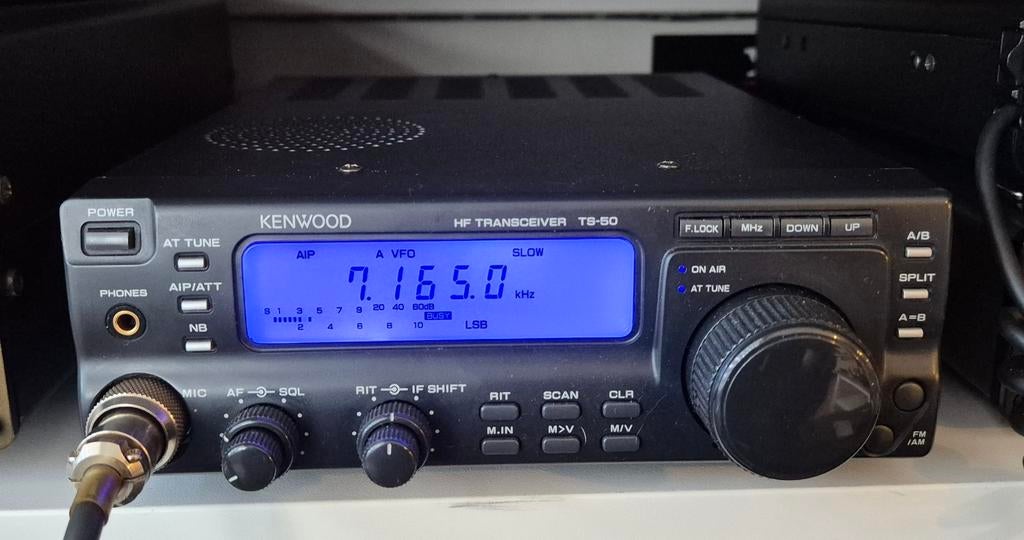 POWER
KENWOOD
HF TRANSCEIVER TS-50
F.LOCK
MHz
DOWN
UP
AT TUNE
AIP
A VFO
SLOW
A/B
7.165.0 kHz
ON AIR
AT TUNE
SPLIT
PHONES
AIP/ATT
S 1 3 5 7 9 20 40 60dB
BUSY
2 4 6 8 10
LSB
A=B
NB
MIC
AF
SQL
RIT
IF SHIFT
RIT
SCAN
CLR
M.IN
M>V
M/V
FM
/AM